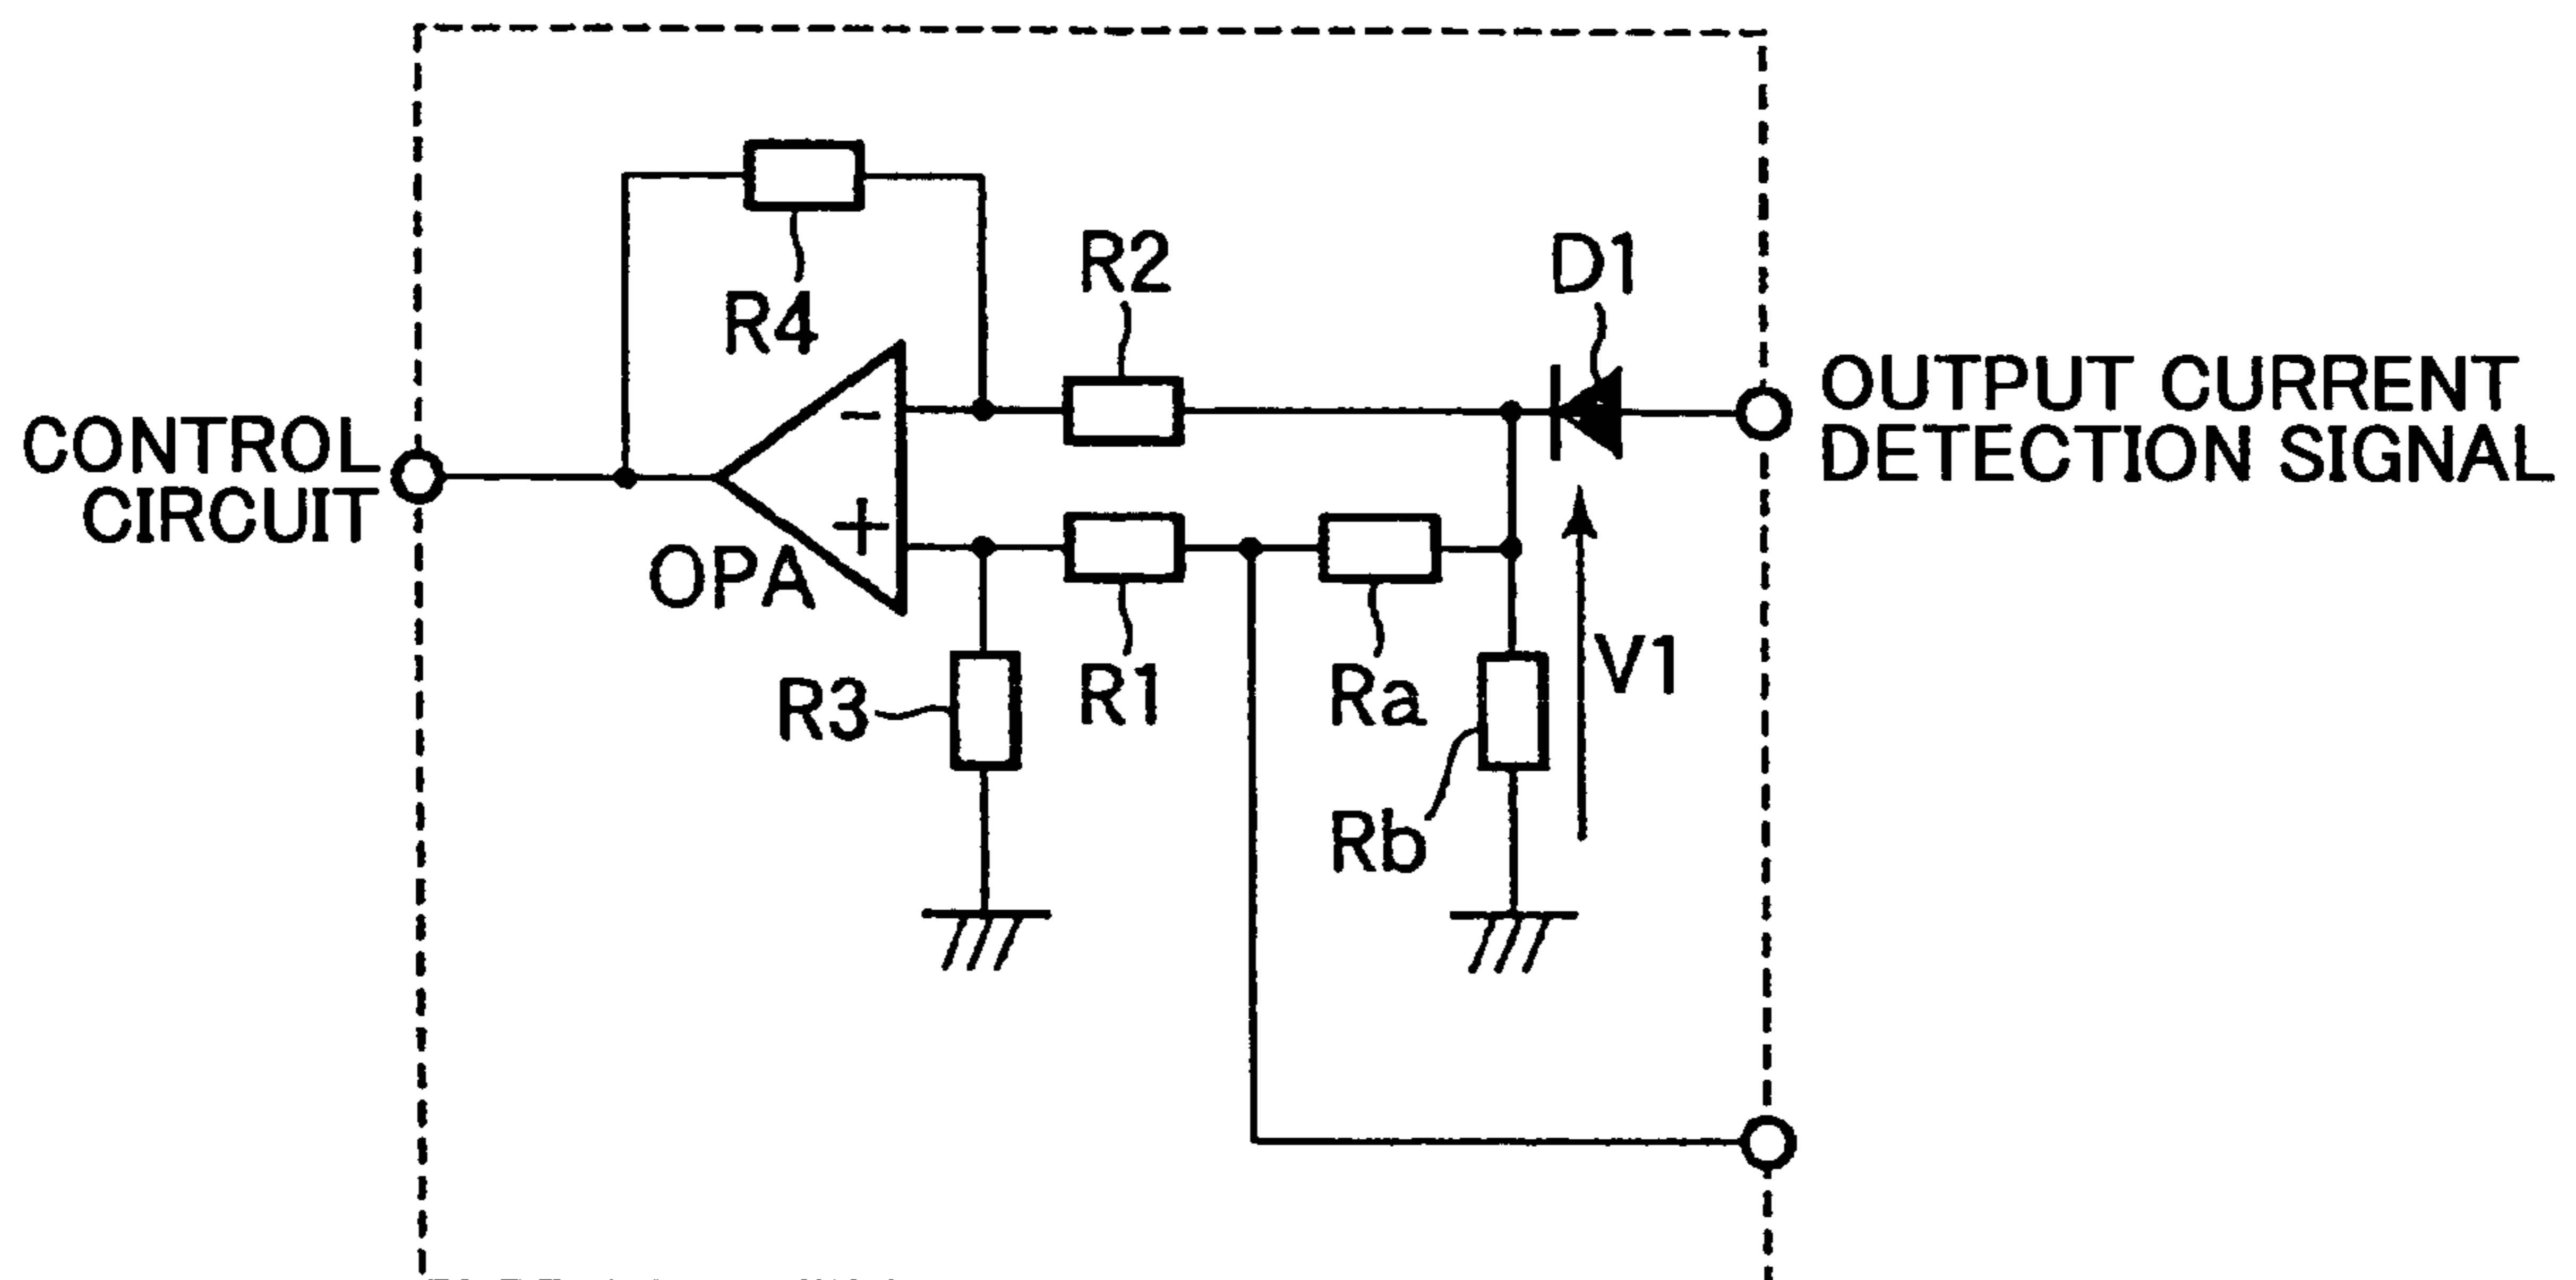 R4
R2
D1
OUTPUT CURRENT
DETECTION SIGNAL
CONTROL
CIRCUIT
−
+
OPA
R3
R1
Ra
V1
Rb